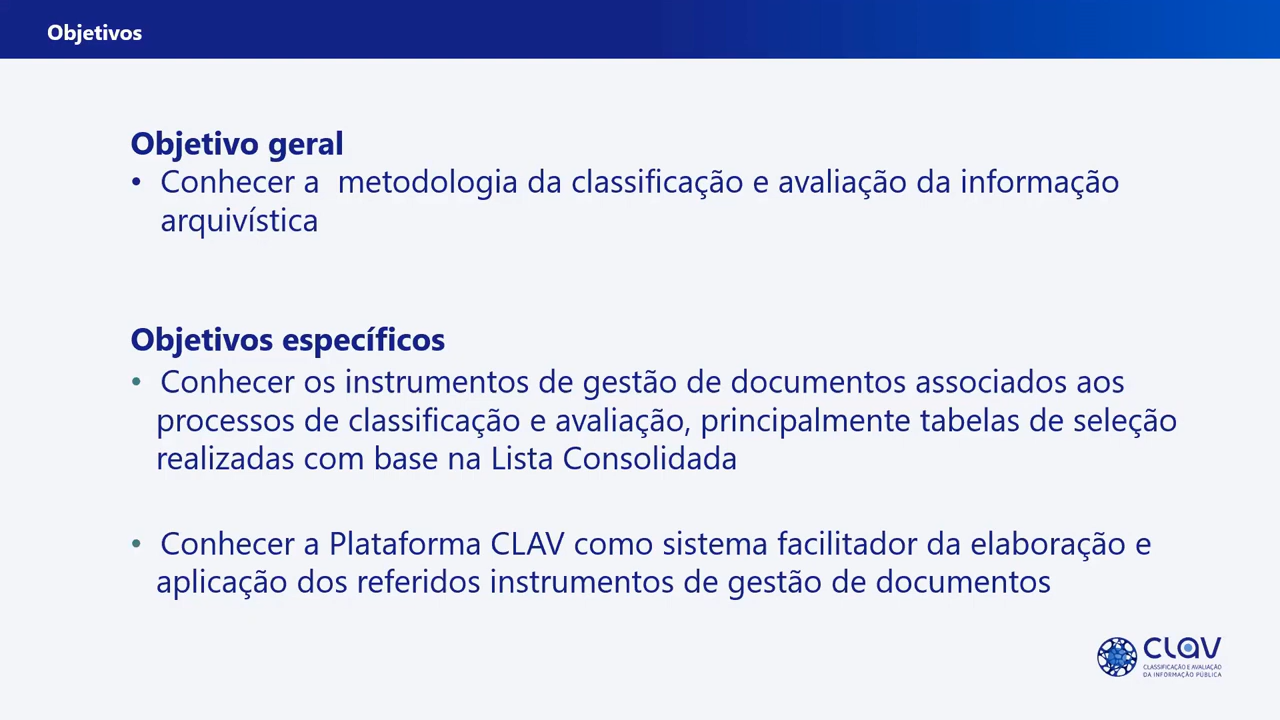 Objetivos
Objetivo geral
• Conhecer a  metodologia da classificação e avaliação da informação
arquivística
Objetivos específicos
• Conhecer os instrumentos de gestão de documentos associados aos
processos de classificação e avaliação, principalmente tabelas de seleção
realizadas com base na Lista Consolidada
• Conhecer a Plataforma CLAV como sistema facilitador da elaboração e
aplicação dos referidos instrumentos de gestão de documentos
CLAV
CLASSIFICAÇÃO E AVALIAÇÃO
DA INFORMAÇÃO PÚBLICA